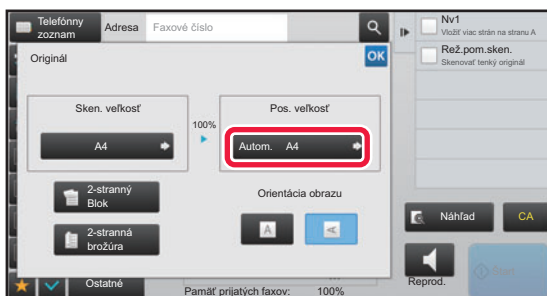 Telefónny
zoznam
Adresa
Faxové číslo
Nv1
Vložiť viac strán na stranu A
Rež.pom.sken.
Skenovať tenký originál
Originál
OK
Sken. veľkosť
100%
Pos. veľkosť
A4
Autom. A4
2-stranný
Blok
Orientácia obrazu
2-stranná
brožúra
A
A
Náhľad
CA
Ostatné
Pamäť prijatých faxov: 100%
Reprod.
Štart